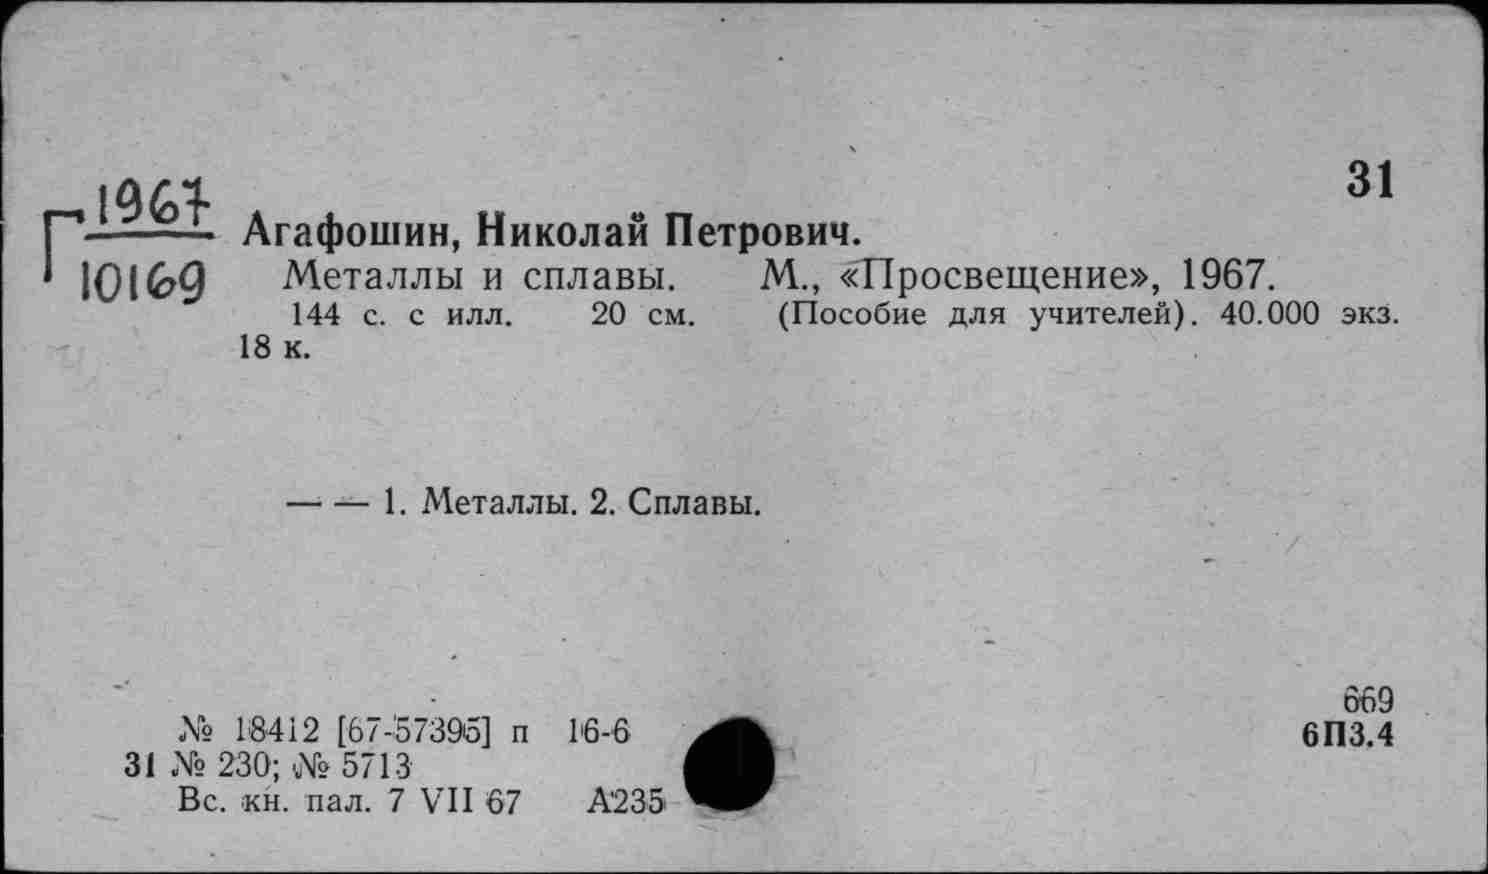 31
Г 1967
10169
Агафошин, Николай Петрович.
Металлы и сплавы. М., «Просвещение», 1967.
144 с. с илл. 20 см. (Пособие для учителей). 40.000 экз.
18 к.
— — 1. Металлы. 2. Сплавы.
669
6П3.4
№ 18412 [67-57395] п 16-6
31 № 230; № 5713
Вс. кн. пал. 7 VII 67 А235